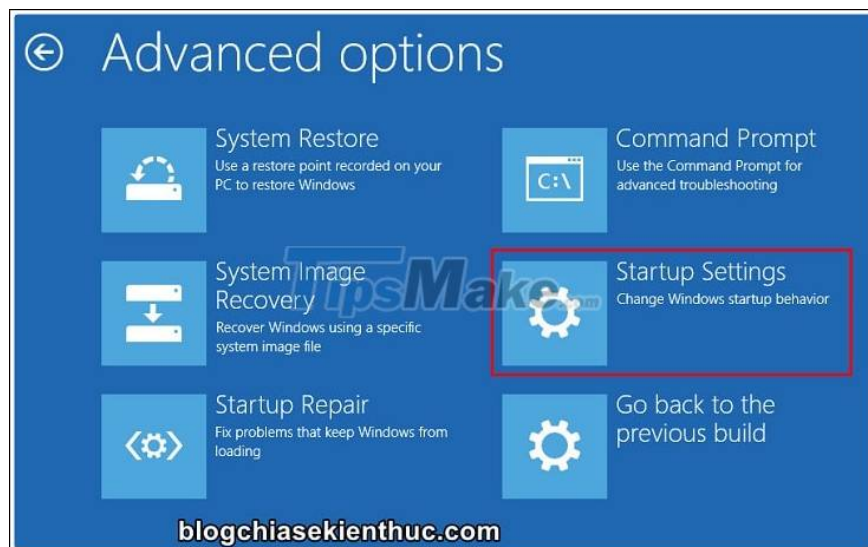 Advanced options
System Restore
Use a restore point recorded on your
PC to restore Windows
Command Prompt
Use the Command Prompt for
advanced troubleshooting
C:\
System Image
Recovery
Recover Windows using a specific
system image file
Startup Settings
Change Windows startup behavior
TipsMake.com
Startup Repair
Fix problems that keep Windows from
loading
Go back to the
previous build
blogchiasekienthuc.com